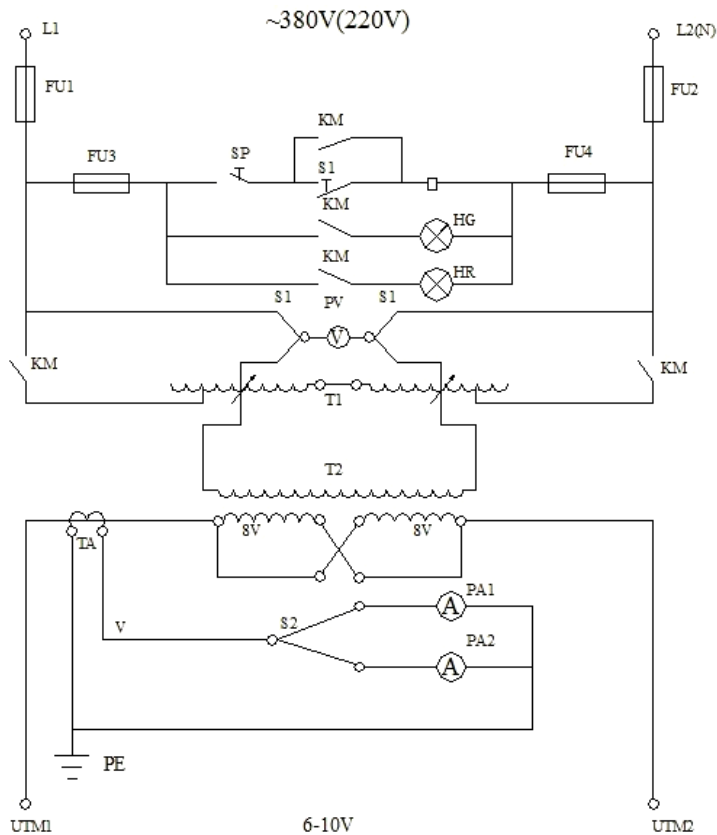 ~380V(220V)
L1
L2(N)
FU1
FU2
KM
FU3
SP
S1
FU4
KM
HG
KM
HR
S1
PV
S1
V
KM
KM
T1
T2
8V
8V
TA
PA1
A
V
S2
PA2
A
PE
UTM1
6-10V
UTM2